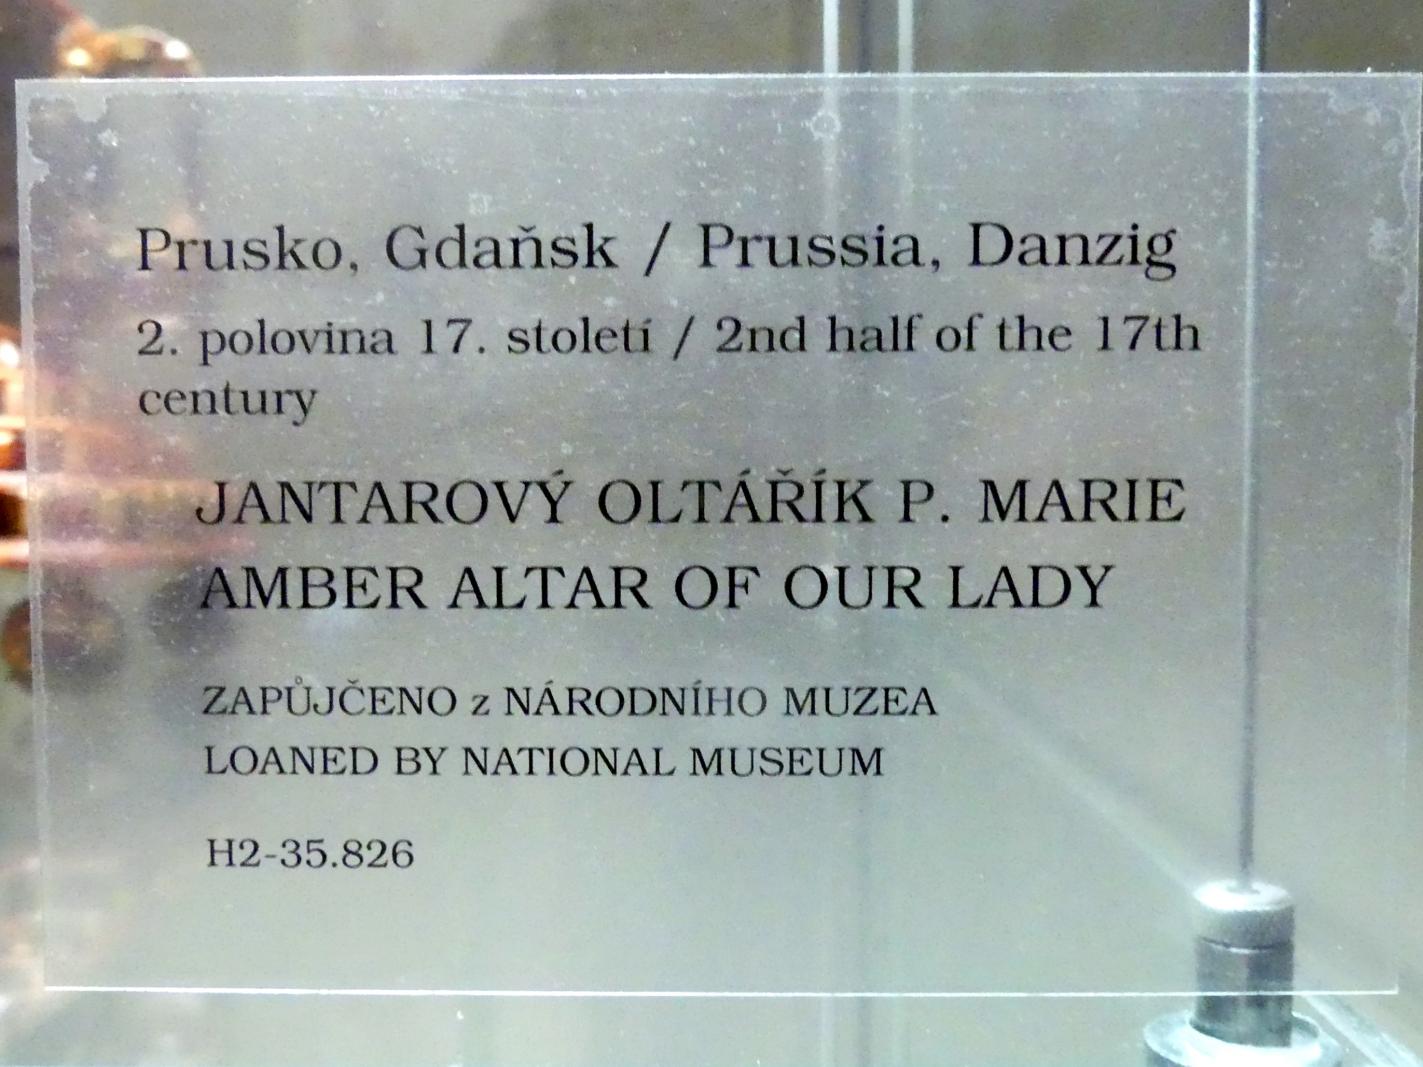 Prusko, Gdaňsk / Prussia, Danzig
2. polovina 17. století / 2nd half of the 17th
century
JANTAROVÝ OLTÁŘÍK P. MARIE
AMBER ALTAR OF OUR LADY
ZAPŮJČENO z NÁRODNÍHO MUZEA
LOANED BY NATIONAL MUSEUM
H2-35.826